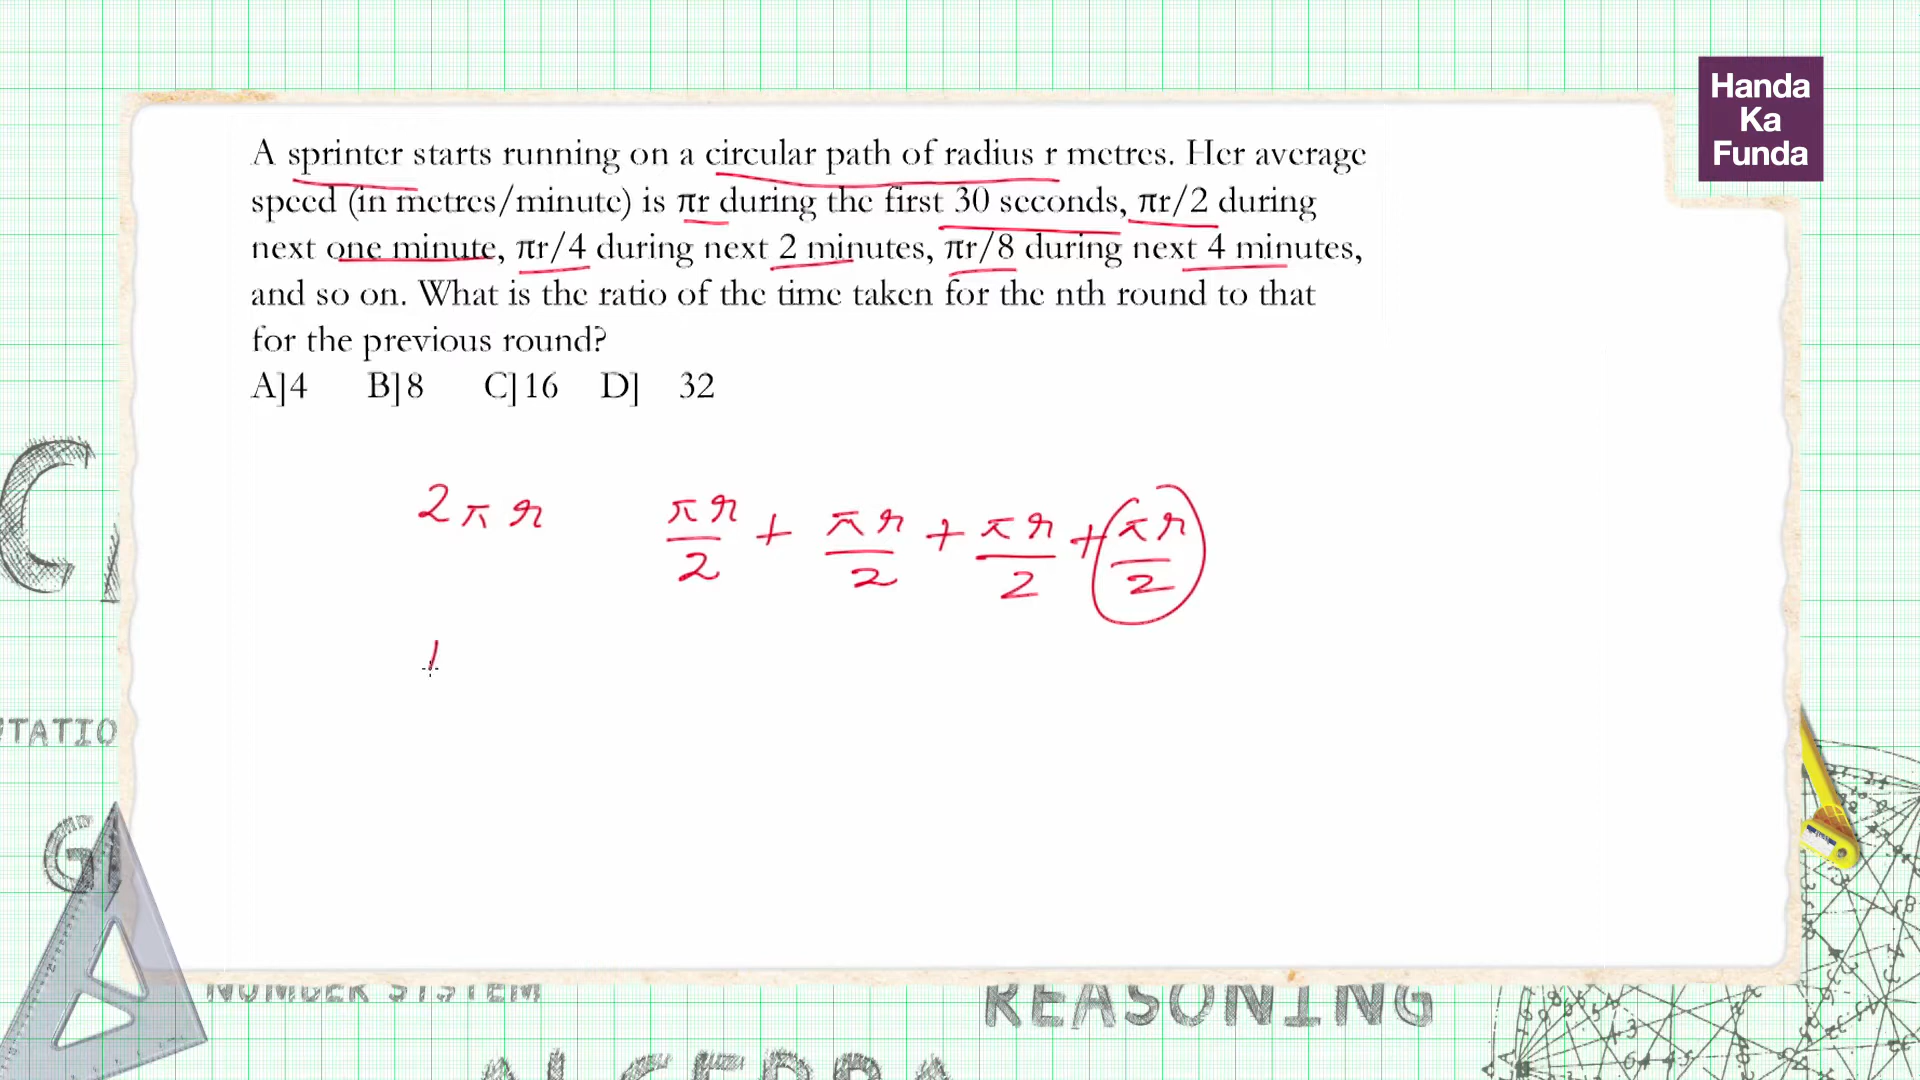 Handa
Ka
Funda
A sprinter starts running on a circular path of radius r metres. Her average
speed (in metres/minute) is πr during the first 30 seconds, πr/2 during
next one minute, πr/4 during next 2 minutes, πr/8 during next 4 minutes,
and so on. What is the ratio of the time taken for the nth round to that
for the previous round?
A]4 B]8 C]16 D] 32
2πr πr/2 + πr/2 + πr/2 + πr/2
TATIO
NUMBER SYSTEM
REASONING
ALGEBRA